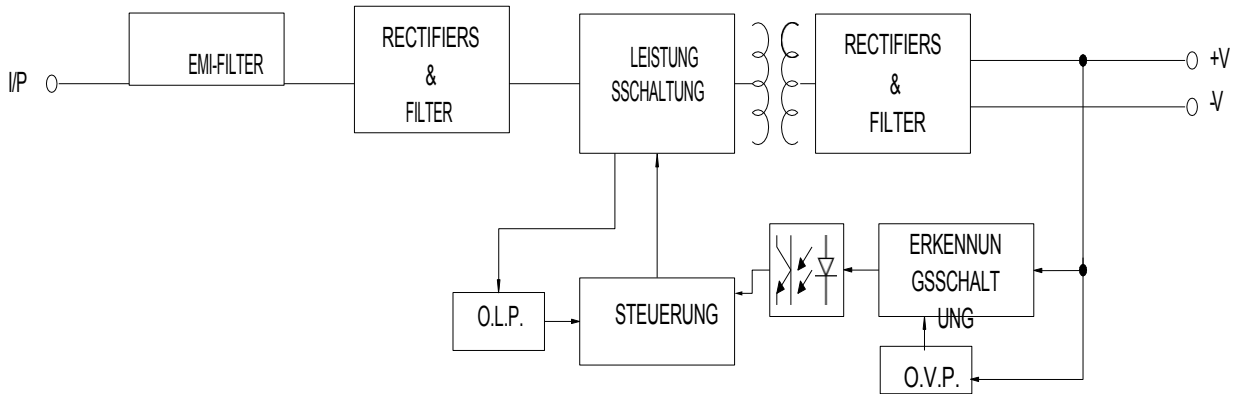 I/P
EMI-FILTER
RECTIFIERS
&
FILTER
LEISTUNG
SSCHALTUNG
RECTIFIERS
&
FILTER
+V
-V
O.L.P.
STEUERUNG
ERKENNUN
GSSCHALT
UNG
O.V.P.